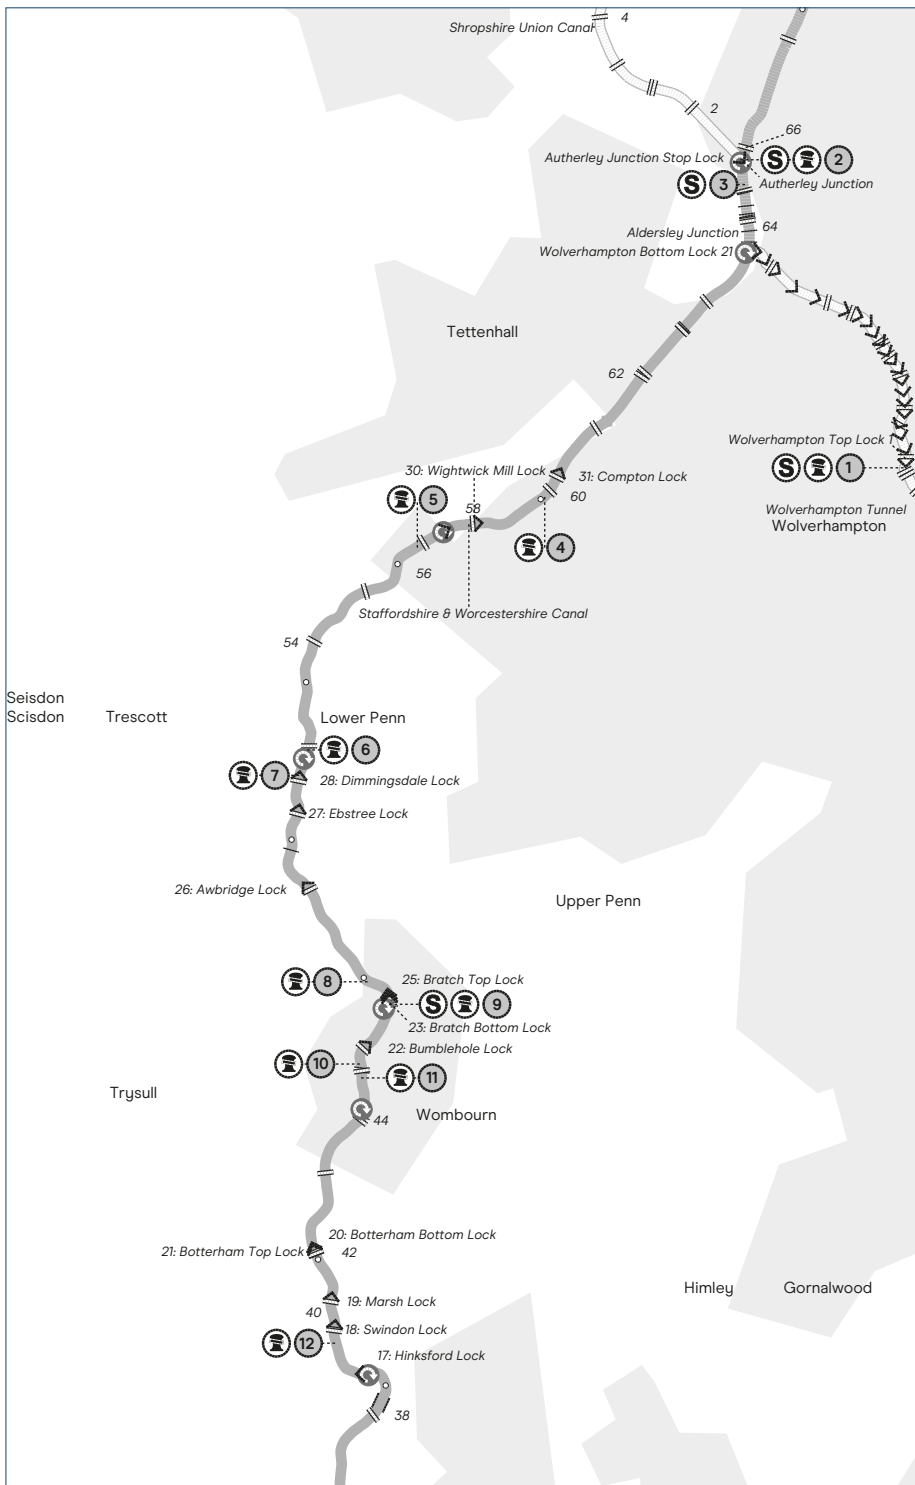 4
Shropshire Union Canal
2
66
Autherley Junction Stop Lock
S
2
S
3
Autherley Junction
64
Aldersley Junction
Wolverhampton Bottom Lock 21
Tettenhall
62
Wolverhampton Top Lock 1
S
1
30: Wightwick Mill Lock
31: Compton Lock
60
5
58
Wolverhampton Tunnel
Wolverhampton
4
56
Staffordshire & Worcestershire Canal
54
Seisdon
Scisdon
Trescott
Lower Penn
6
7
28: Dimmingsdale Lock
27: Ebstree Lock
26: Awbridge Lock
Upper Penn
25: Bratch Top Lock
8
S
9
23: Bratch Bottom Lock
22: Bumblehole Lock
10
11
Trysull
Wombourn
44
20: Botterham Bottom Lock
21: Botterham Top Lock
42
Himley
Gornalwood
19: Marsh Lock
40
18: Swindon Lock
12
17: Hinksford Lock
38